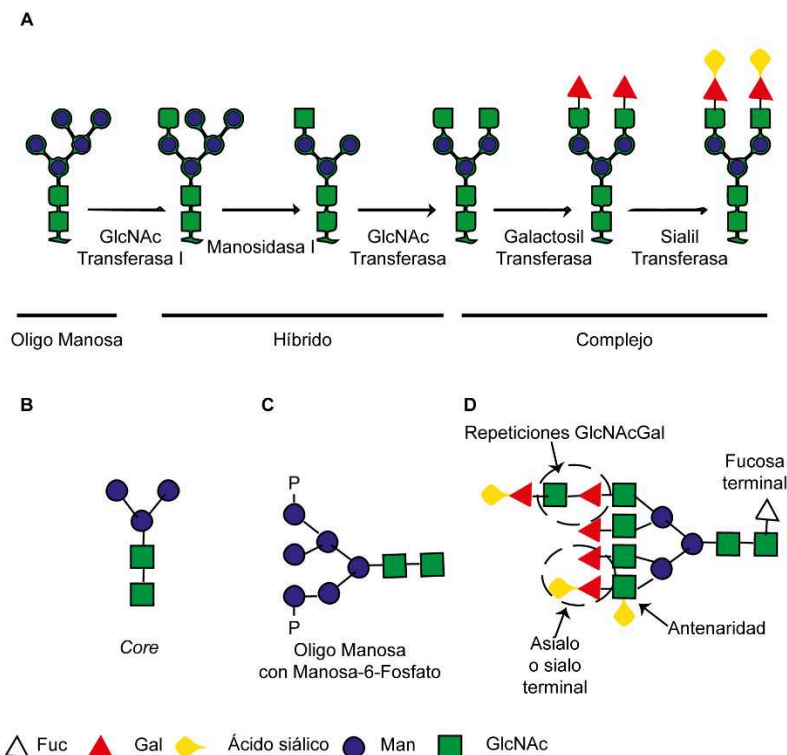 A
GlcNAc
Transferasa I
Manosidasa I
GlcNAc
Transferasa
Galactosil
Transferasa
Sialil
Transferasa
Oligo Manosa
Híbrido
Complejo
B
Core
C
P
P
Oligo Manosa
con Manosa-6-Fosfato
D
Repeticiones GlcNAcGal
Fucosa
terminal
Asialo
o sialo
terminal
Antenaridad
Fuc
Gal
Ácido siálico
Man
GlcNAc